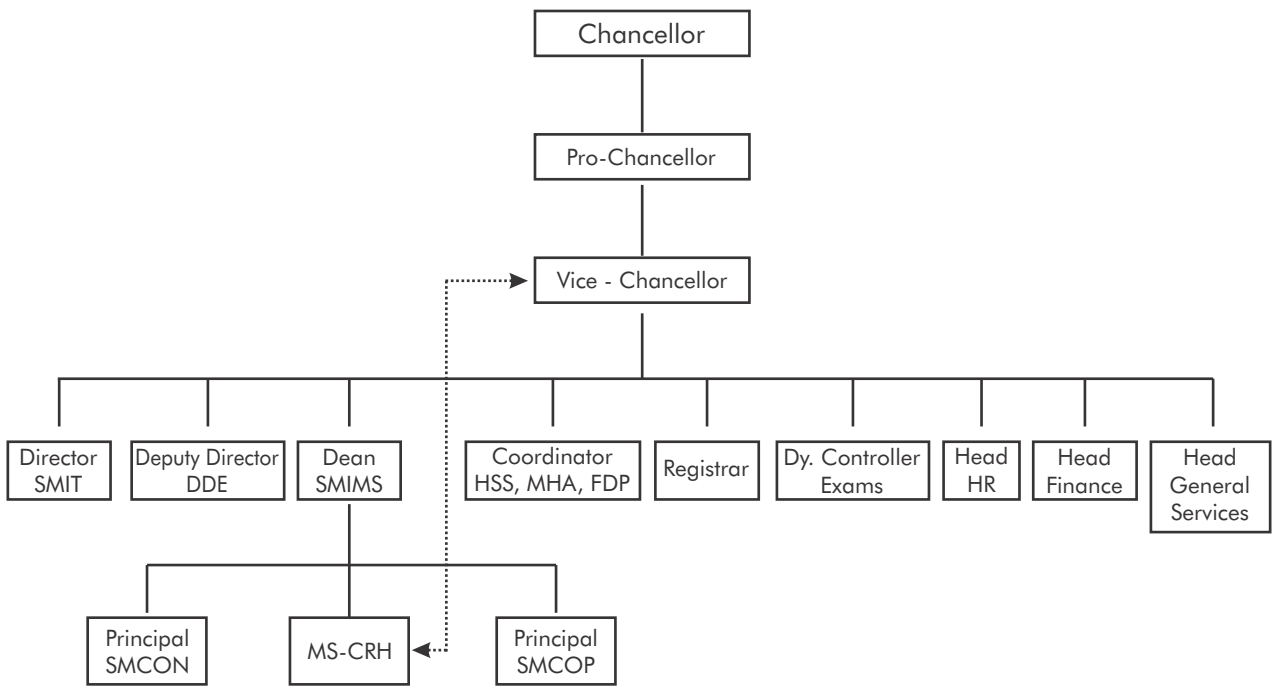 Chancellor
Pro-Chancellor
Vice - Chancellor
Director
SMIT
Deputy Director
DDE
Dean
SMIMS
Coordinator
HSS, MHA, FDP
Registrar
Dy. Controller
Exams
Head
HR
Head
Finance
Head
General
Services
Principal
SMCON
MS-CRH
Principal
SMCOP